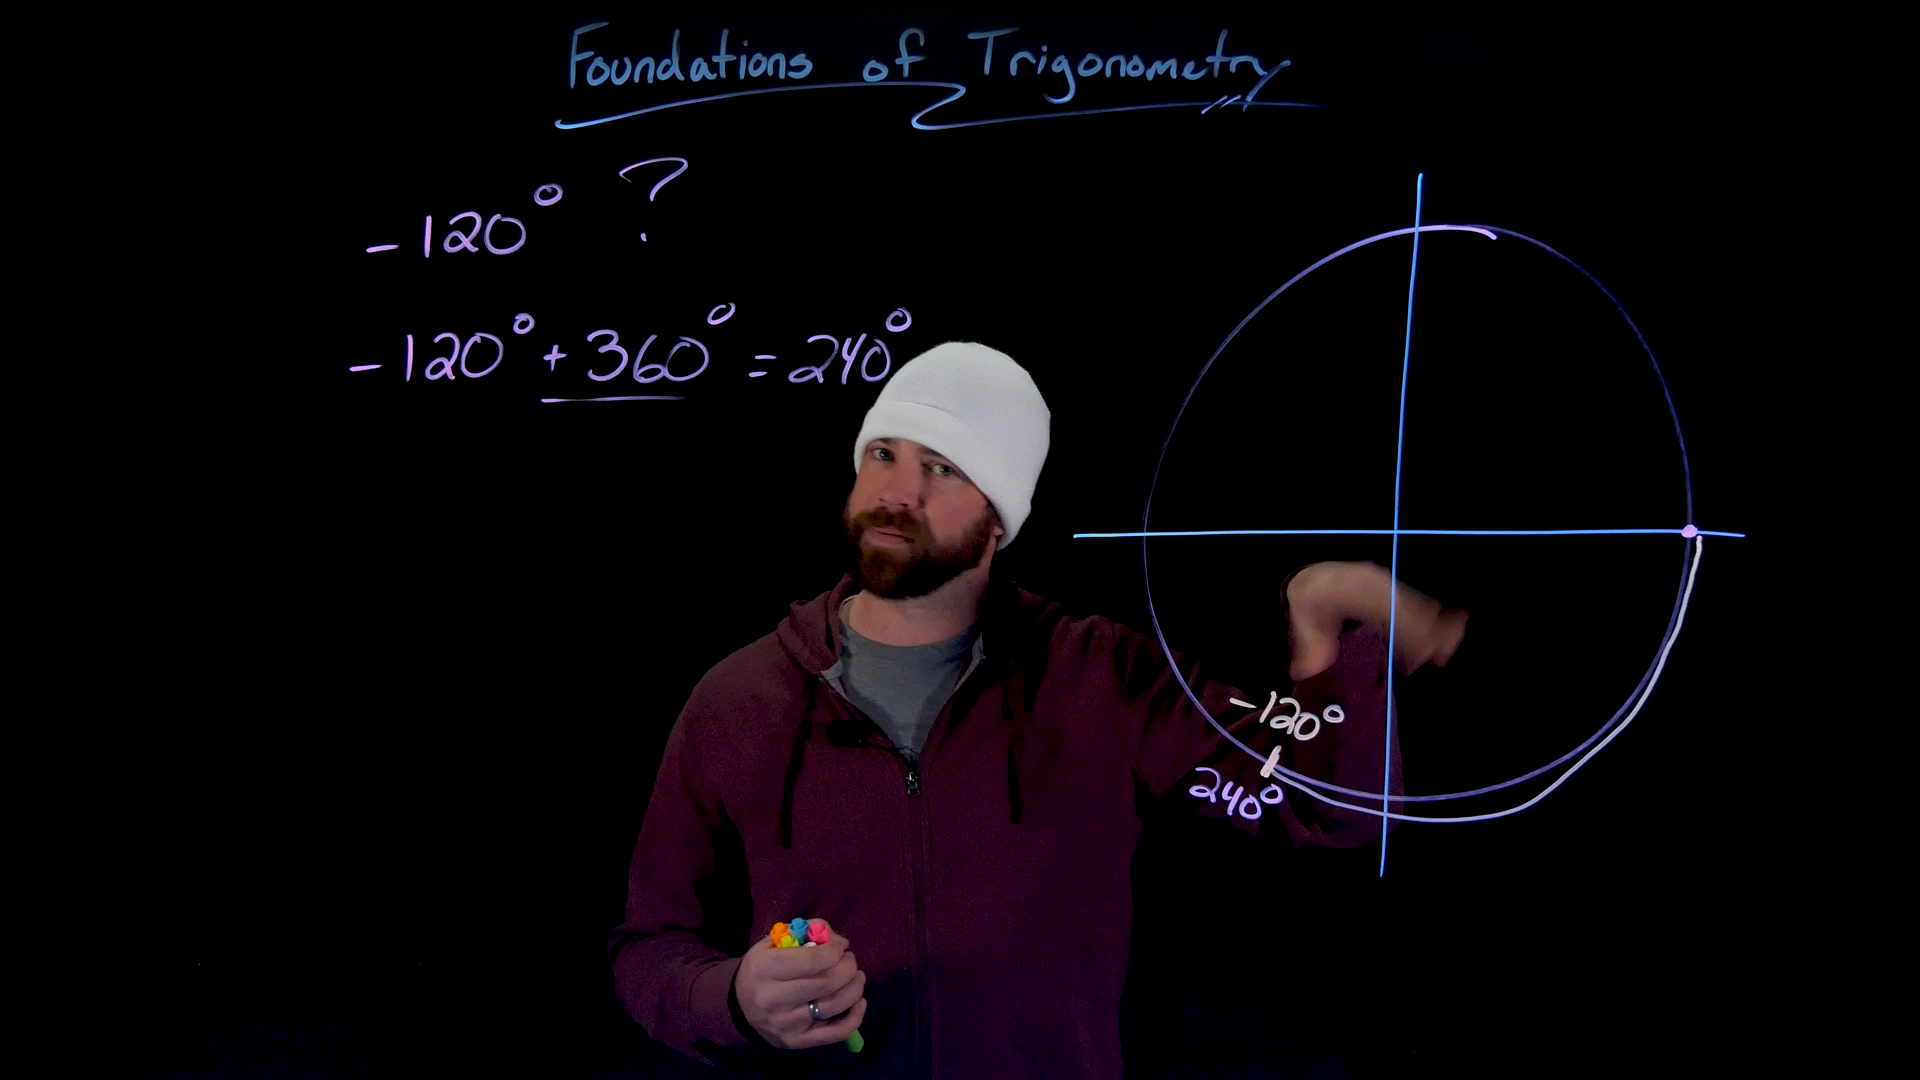 Foundations of Trigonometry
-120° ?
-120° + 360° = 240°
-120°
240°